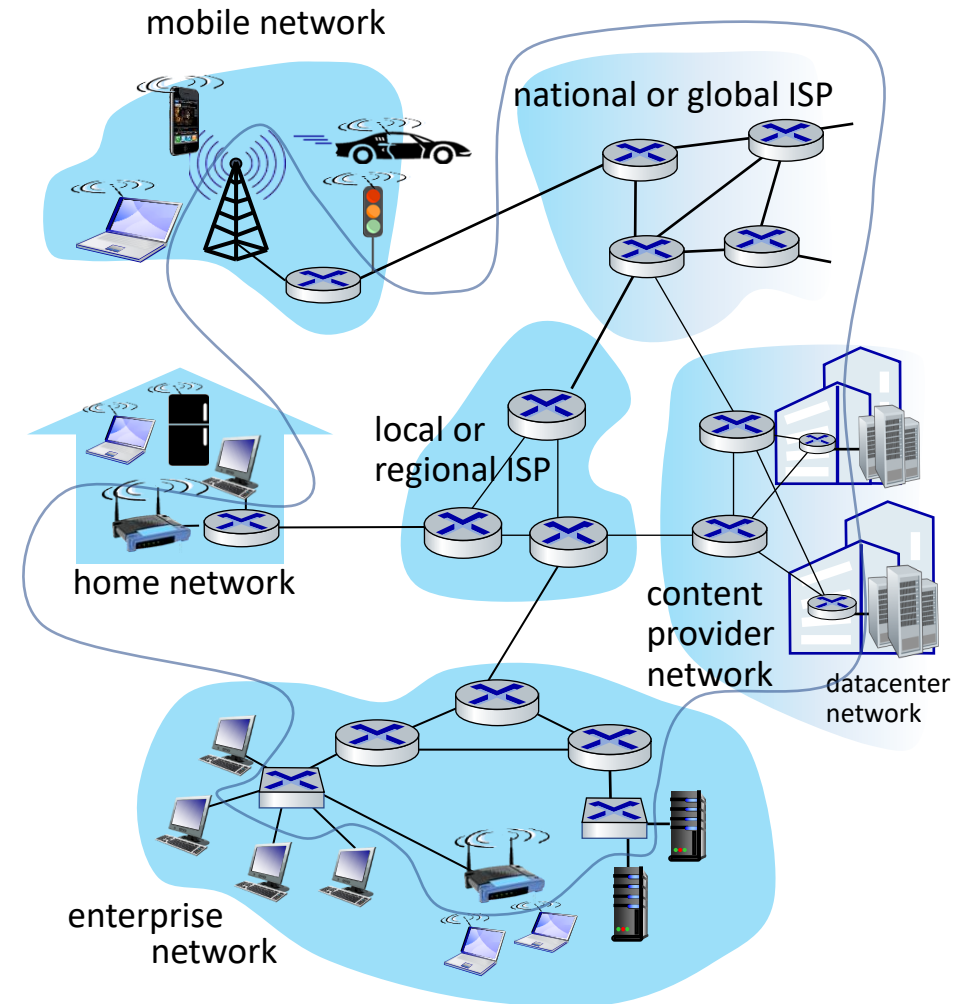 mobile network
national or global ISP
local or
regional ISP
home network
content
provider
network
datacenter
network
enterprise
network